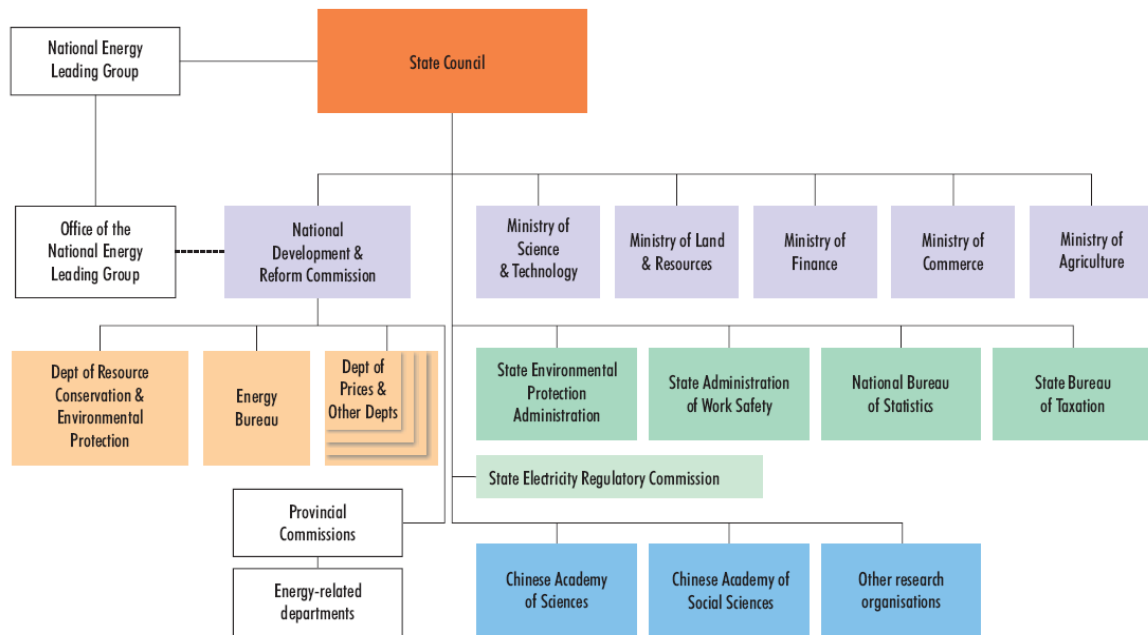 National Energy
Leading Group
State Council
Office of the
National Energy
Leading Group
National
Development &
Reform Commission
Ministry of
Science
& Technology
Ministry of Land
& Resources
Ministry of
Finance
Ministry of
Commerce
Ministry of
Agriculture
Dept of Resource
Conservation &
Environmental
Protection
Energy
Bureau
Dept of
Prices &
Other Depts
State Environmental
Protection
Administration
State Administration
of Work Safety
National Bureau
of Statistics
State Bureau
of Taxation
State Electricity Regulatory Commission
Provincial
Commissions
Energy-related
departments
Chinese Academy
of Sciences
Chinese Academy of
Social Sciences
Other research
organisations